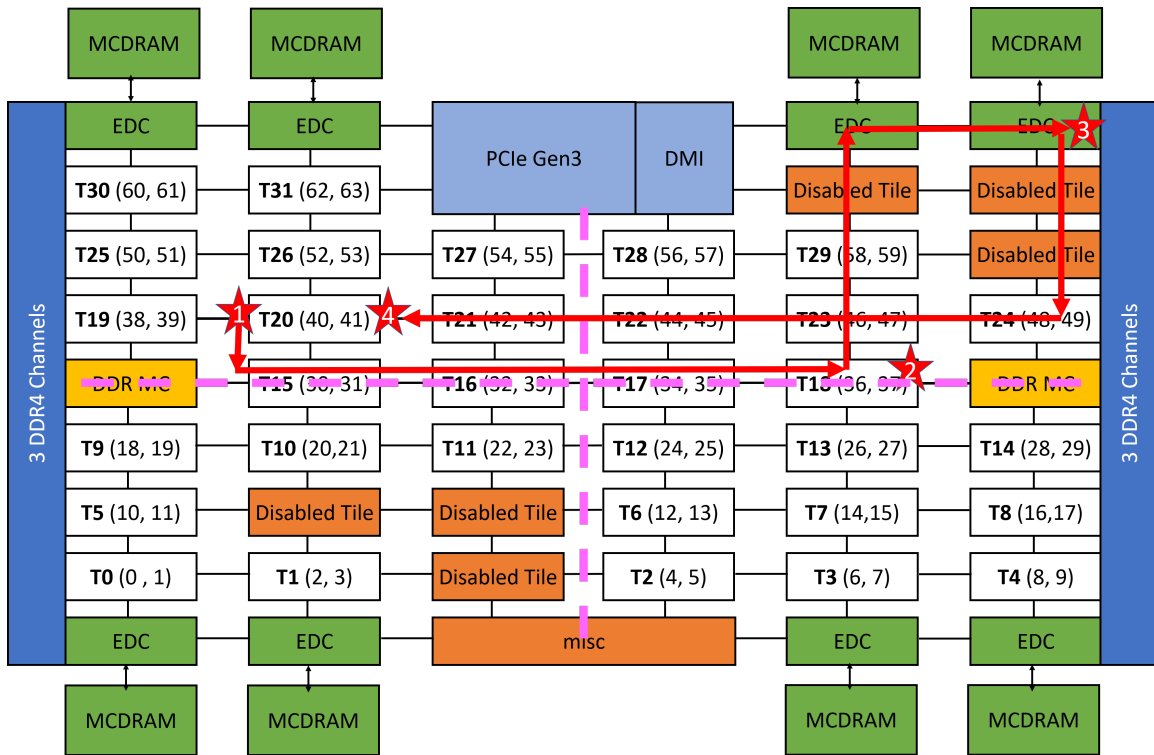 MCDRAM MCDRAM MCDRAM MCDRAM
EDC EDC PCIe Gen3 DMI EDC EDC 3
T30 (60, 61) T31 (62, 63) Disabled Tile Disabled Tile
T25 (50, 51) T26 (52, 53) T27 (54, 55) T28 (56, 57) T29 (58, 59) Disabled Tile
T19 (38, 39) 1 T20 (40, 41) 4 T21 (42, 43) T22 (44, 45) T23 (46, 47) T24 (48, 49)
3 DDR4 Channels
DDR MC T15 (30, 31) T16 (32, 33) T17 (34, 35) T18 (36, 37) 2 DDR MC
3 DDR4 Channels
T9 (18, 19) T10 (20,21) T11 (22, 23) T12 (24, 25) T13 (26, 27) T14 (28, 29)
T5 (10, 11) Disabled Tile Disabled Tile T6 (12, 13) T7 (14,15) T8 (16,17)
T0 (0 , 1) T1 (2, 3) Disabled Tile T2 (4, 5) T3 (6, 7) T4 (8, 9)
EDC EDC misc EDC EDC
MCDRAM MCDRAM MCDRAM MCDRAM